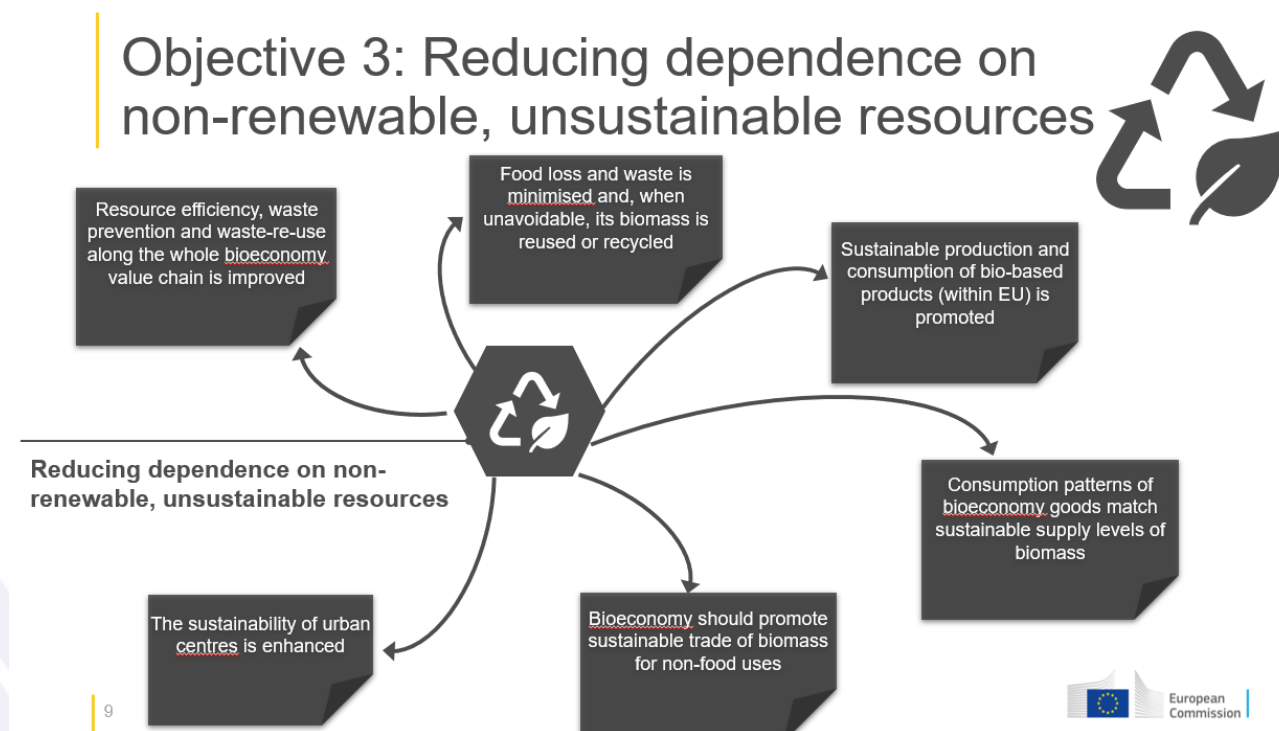 Objective 3: Reducing dependence on
non-renewable, unsustainable resources
Resource efficiency, waste
prevention and waste-re-use
along the whole bioeconomy
value chain is improved
Food loss and waste is
minimised and, when
unavoidable, its biomass is
reused or recycled
Sustainable production and
consumption of bio-based
products (within EU) is
promoted
Reducing dependence on non-
renewable, unsustainable resources
Consumption patterns of
bioeconomy goods match
sustainable supply levels of
biomass
The sustainability of urban
centres is enhanced
Bioeconomy should promote
sustainable trade of biomass
for non-food uses
9
European
Commission